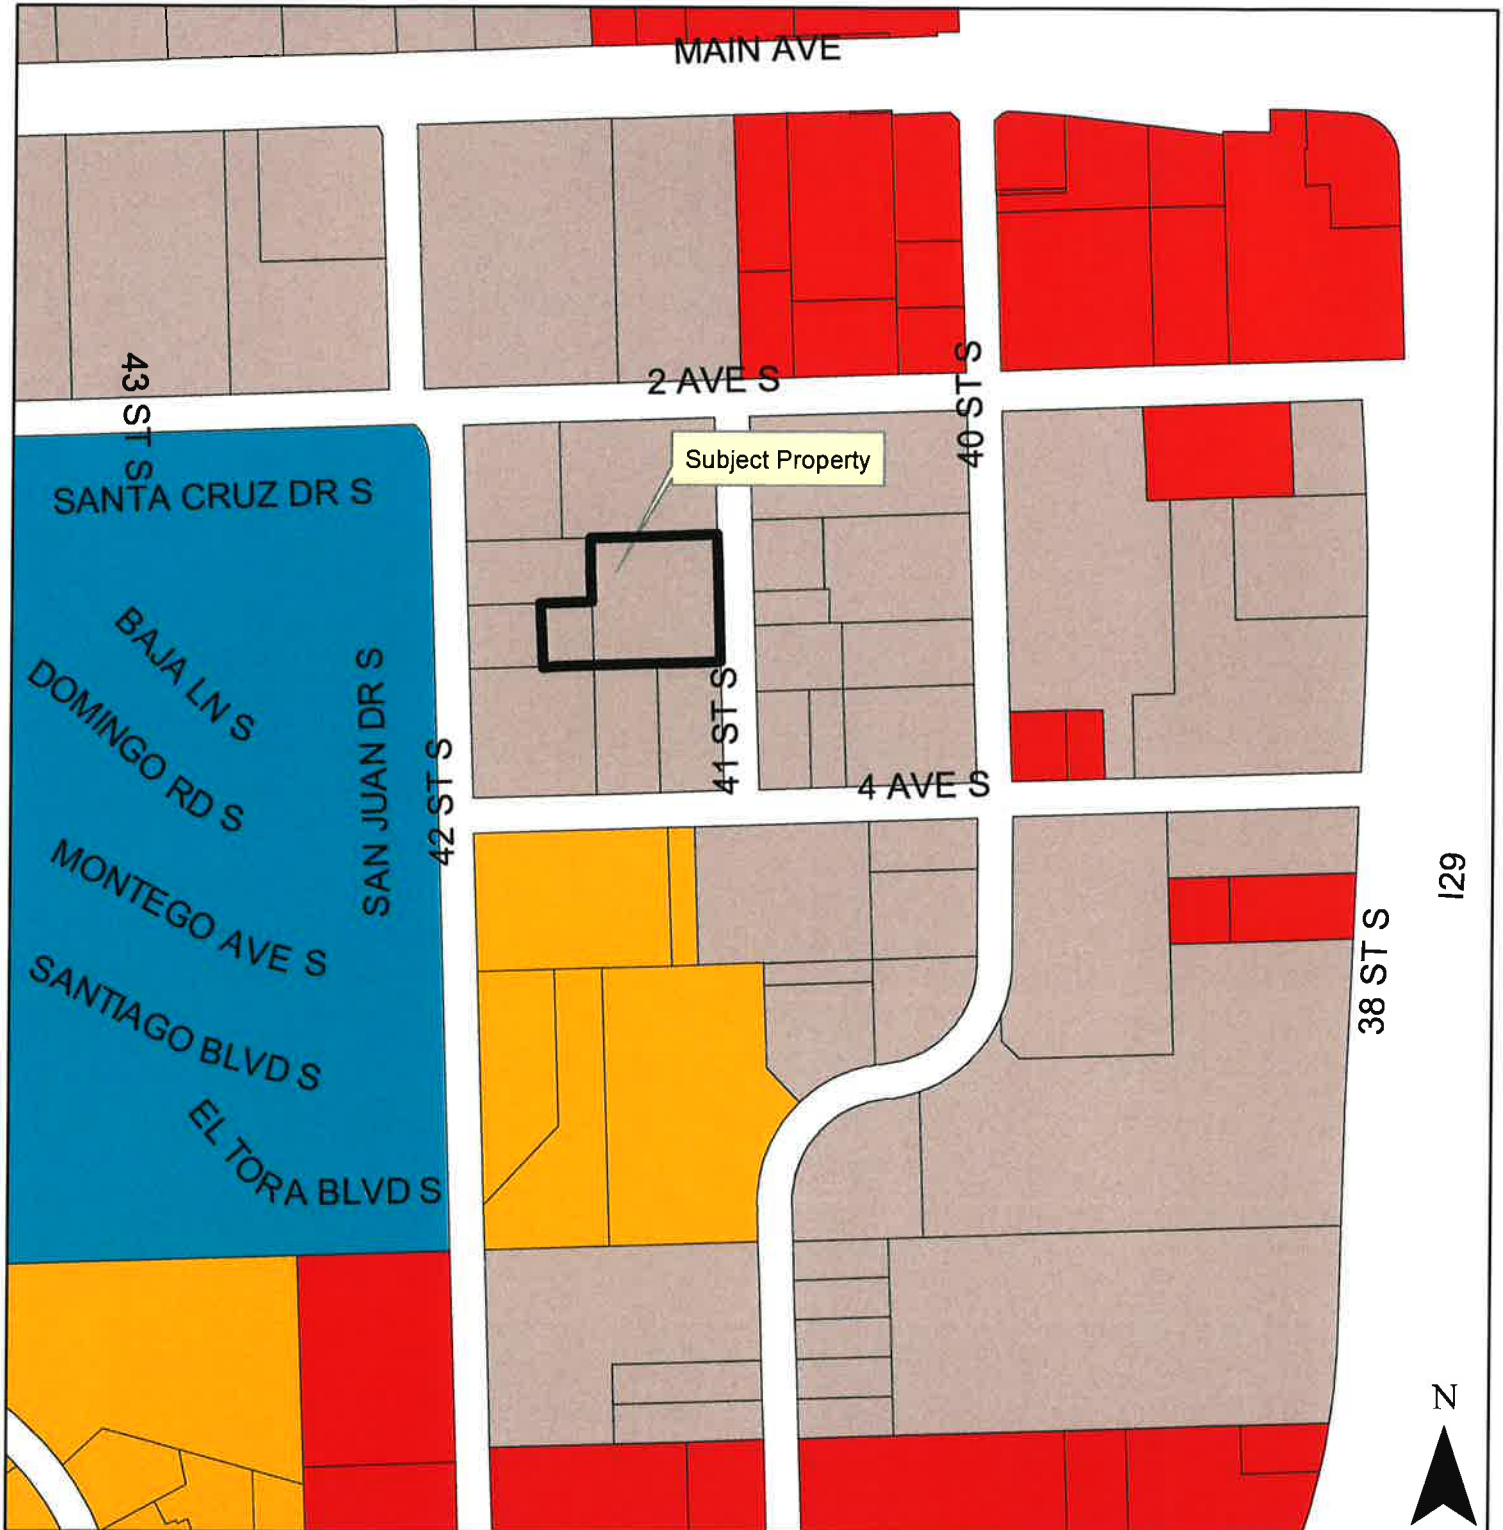 MAIN AVE
2 AVE S
43 ST S
40 ST S
Subject Property
SANTA CRUZ DR S
BAJA LN S
DOMINGO RD S
SAN JUAN DR S
41 ST S
42 ST S
4 AVE S
MONTEGO AVE S
I29
38 ST S
SANTIAGO BLVD S
EL TORA BLVD S
N